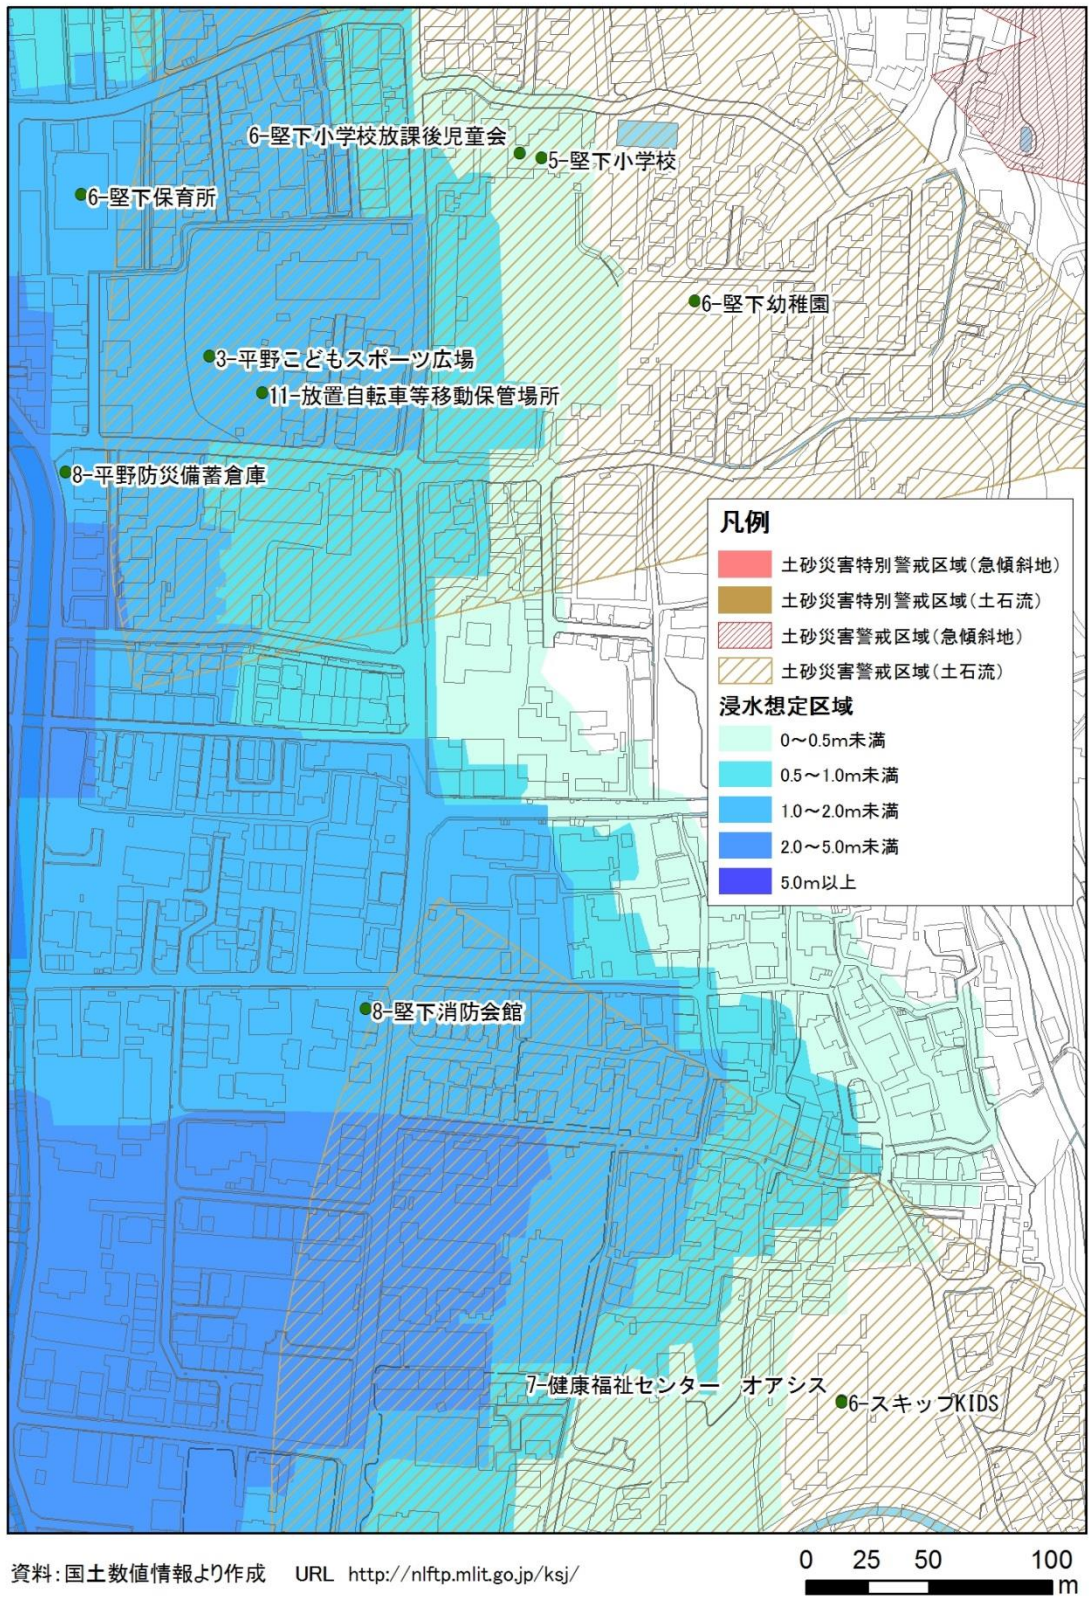 6-堅下小学校放課後児童会
5-堅下小学校
6-堅下保育所
6-堅下幼稚園
3-平野こどもスポーツ広場
11-放置自転車等移動保管場所
8-平野防災備蓄倉庫
凡例
土砂災害特別警戒区域(急傾斜地)
土砂災害特別警戒区域(土石流)
土砂災害警戒区域(急傾斜地)
土砂災害警戒区域(土石流)
浸水想定区域
0～0.5m未満
0.5～1.0m未満
1.0～2.0m未満
2.0～5.0m未満
5.0m以上
8-堅下消防会館
7-健康福祉センター　オアシス
6-スキップKIDS
資料:国土数値情報より作成　URL http://nlftp.mlit.go.jp/ksj/
0 25 50 100
m